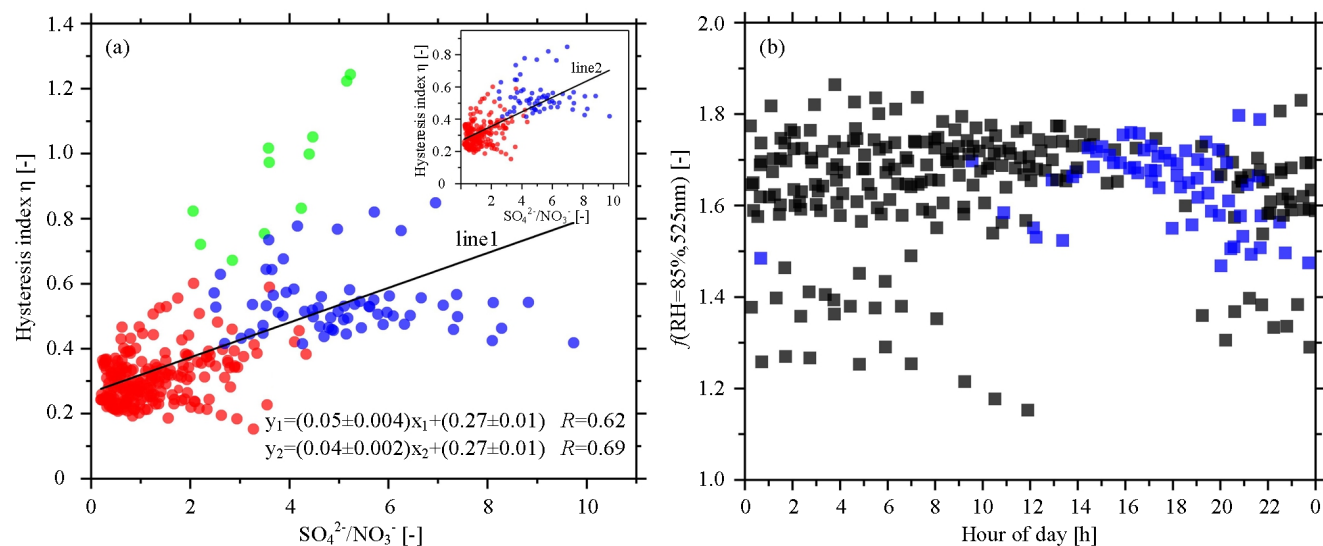 (a)
Hysteresis index η [-]
1.4
1.2
1.0
0.8
0.6
0.4
0.2
0
0 2 4 6 8 10
SO₄²⁻/NO₃⁻ [-]
line1
y₁=(0.05±0.004)x₁+(0.27±0.01) R=0.62
y₂=(0.04±0.002)x₂+(0.27±0.01) R=0.69
Hysteresis index η [-]
0.8
0.6
0.4
0.2
0
line2
2 4 6 8 10
SO₄²⁻/NO₃⁻ [-]
(b)
f(RH=85%,525nm) [-]
2.0
1.8
1.6
1.4
1.2
1.0
0 2 4 6 8 10 12 14 16 18 20 22 0
Hour of day [h]